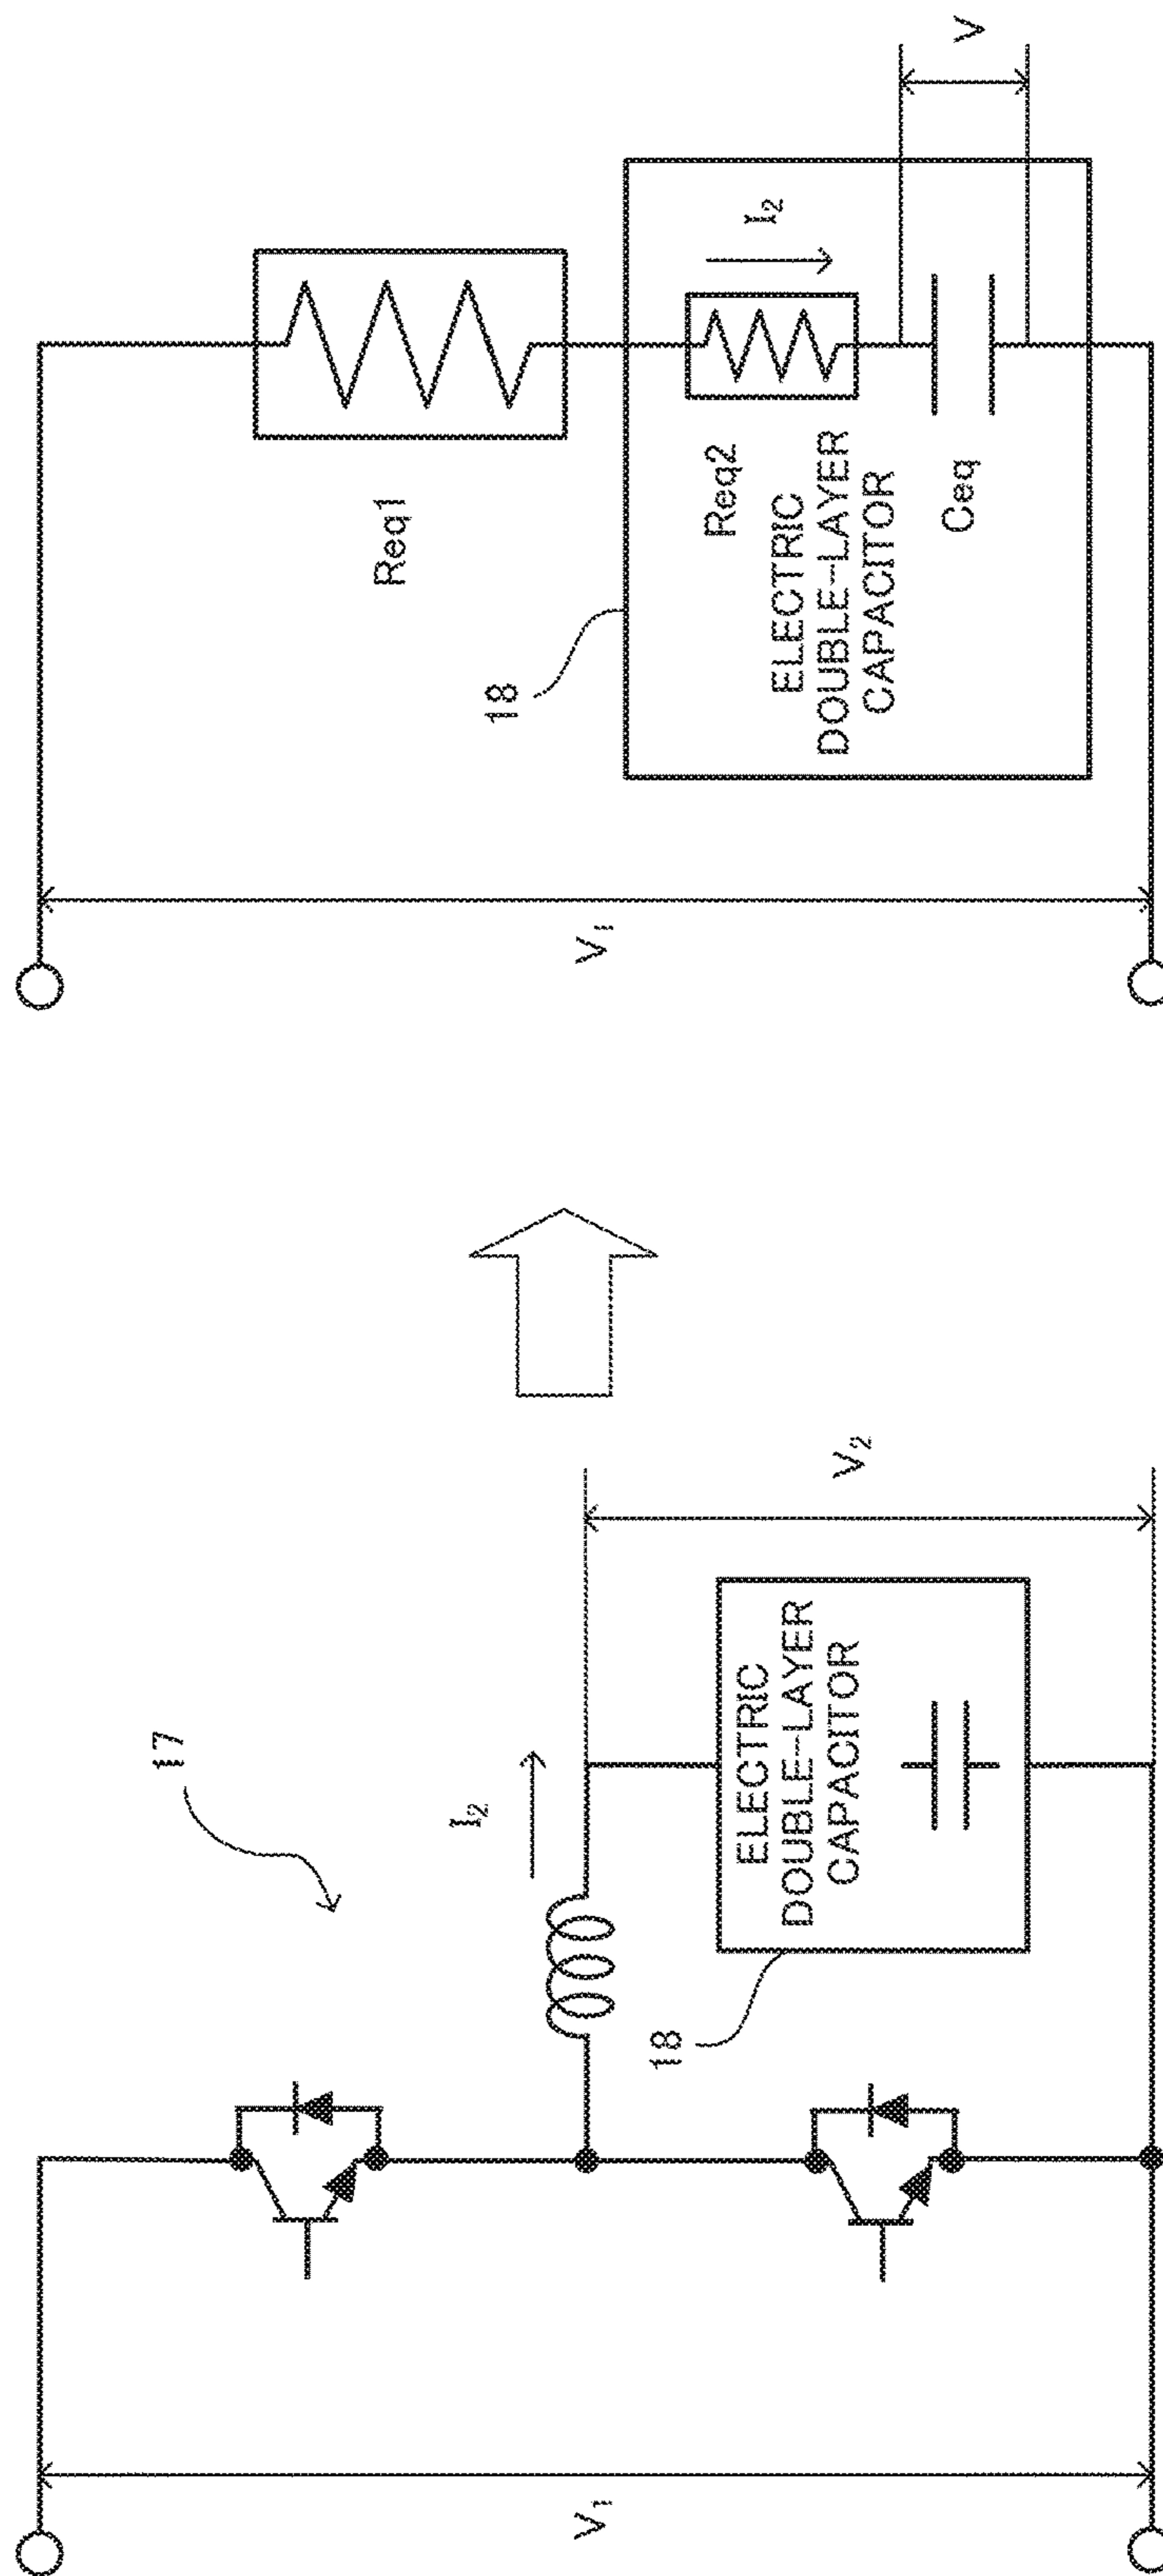 17
V₁
I₂
18
ELECTRIC
DOUBLE-LAYER
CAPACITOR
V₂
V₁
Req1
18
Req2
I₂
ELECTRIC
DOUBLE-LAYER
CAPACITOR
Ceq
V